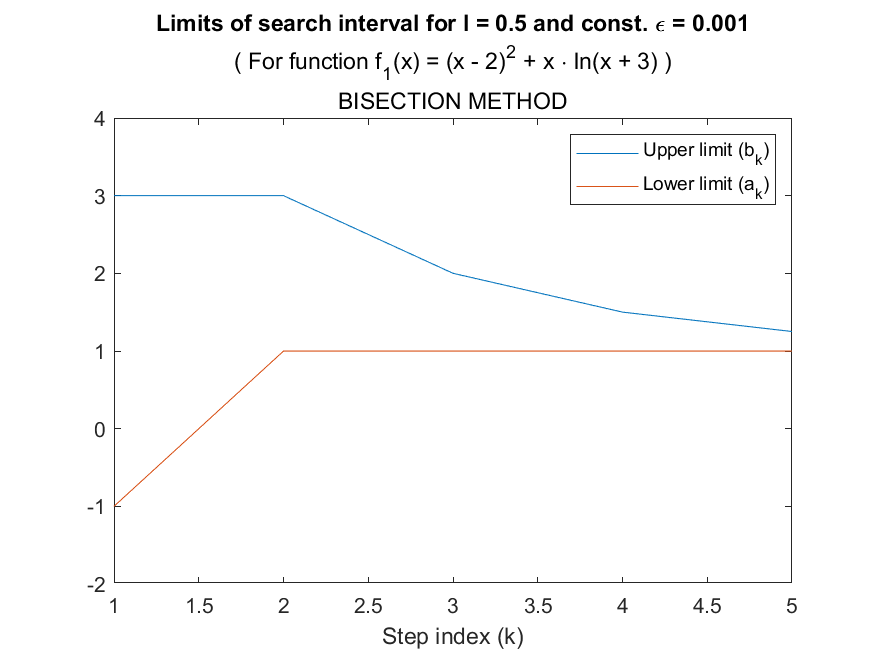 Limits of search interval for l = 0.5 and const. ϵ = 0.001
( For function f₁(x) = (x - 2)² + x · ln(x + 3) )
BISECTION METHOD
Upper limit (bₖ)
Lower limit (aₖ)
4
3
2
1
0
-1
-2
1 1.5 2 2.5 3 3.5 4 4.5 5
Step index (k)